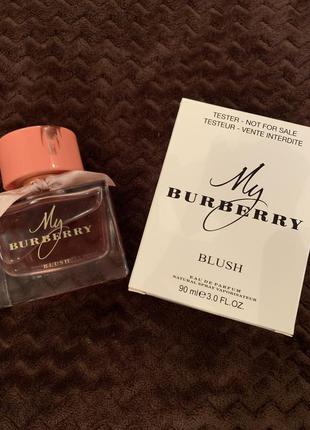 My
BURBERRY
BLUSH
TESTER - NOT FOR SALE
TESTEUR - VENTE INTERDITE
My
BURBERRY
BLUSH
EAU DE PARFUM
NATURAL SPRAY VAPORISATEUR
90 ml e 3.0 FL.OZ.